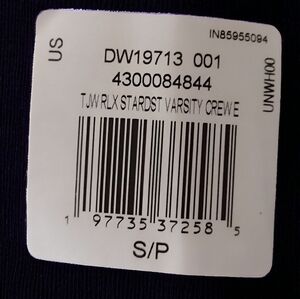 IN85955094
US
DW19713 001
4300084844
UNWH00
TJW RLX STARDST VARSITY CREW E
1 97735 37258 5
S/P